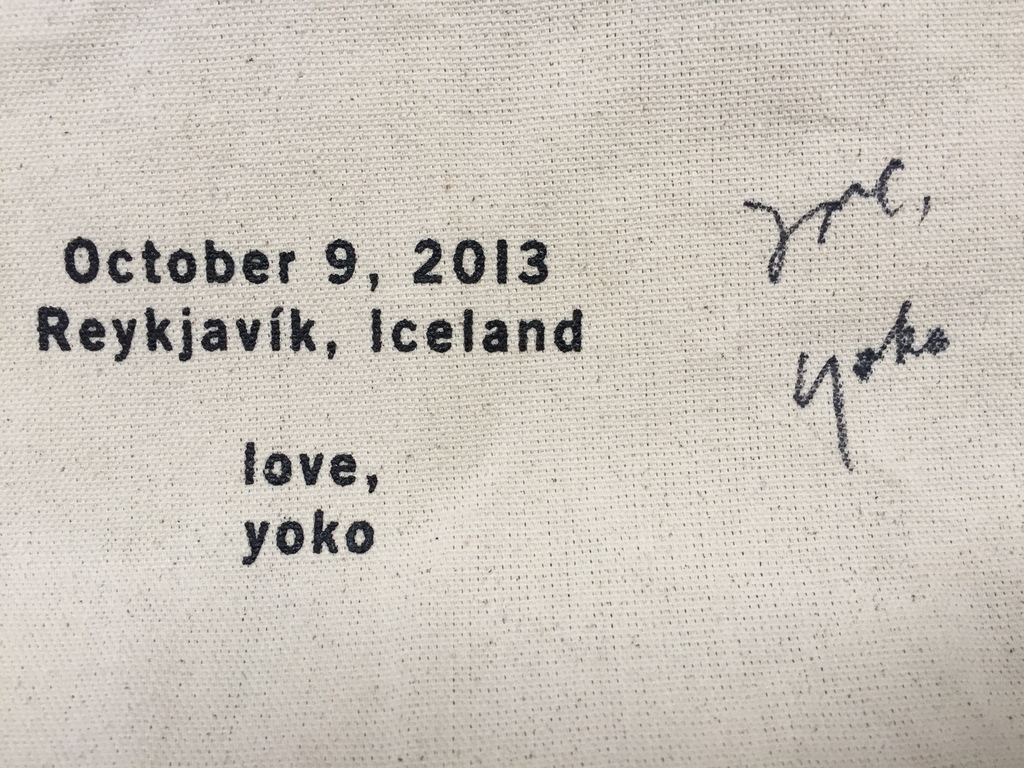 October 9, 2013
Reykjavík, Iceland
love,
yoko
yoko